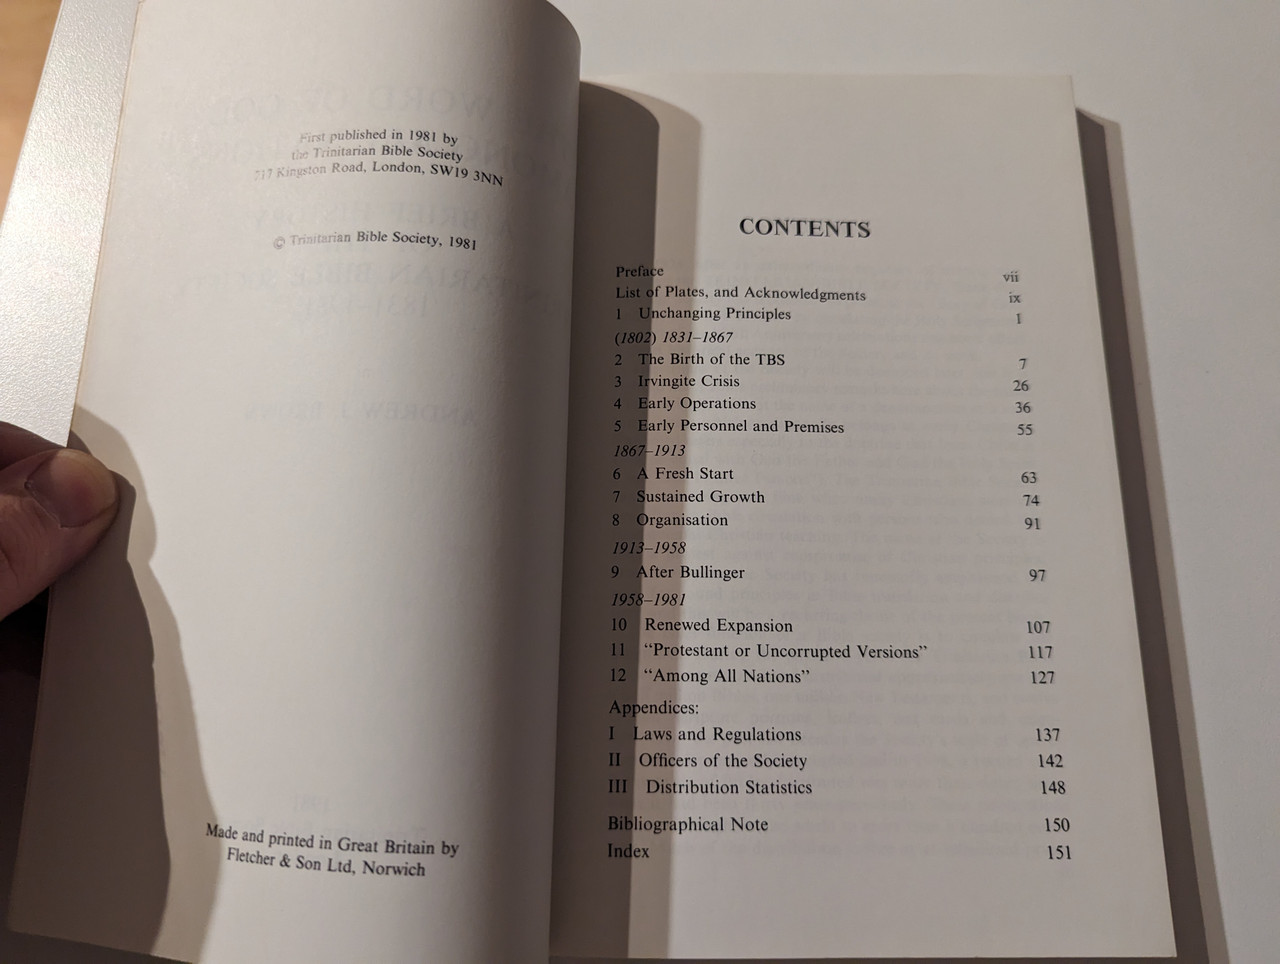 First published in 1981 by
the Trinitarian Bible Society
717 Kingston Road, London, SW19 3NN
© Trinitarian Bible Society, 1981
Made and printed in Great Britain by
Fletcher & Son Ltd, Norwich
CONTENTS
Preface vii
List of Plates, and Acknowledgments ix
1 Unchanging Principles 1
(1802) 1831–1867
2 The Birth of the TBS 7
3 Irvingite Crisis 26
4 Early Operations 36
5 Early Personnel and Premises 55
1867–1913
6 A Fresh Start 63
7 Sustained Growth 74
8 Organisation 91
1913–1958
9 After Bullinger 97
1958–1981
10 Renewed Expansion 107
11 “Protestant or Uncorrupted Versions” 117
12 “Among All Nations” 127
Appendices:
I Laws and Regulations 137
II Officers of the Society 142
III Distribution Statistics 148
Bibliographical Note 150
Index 151